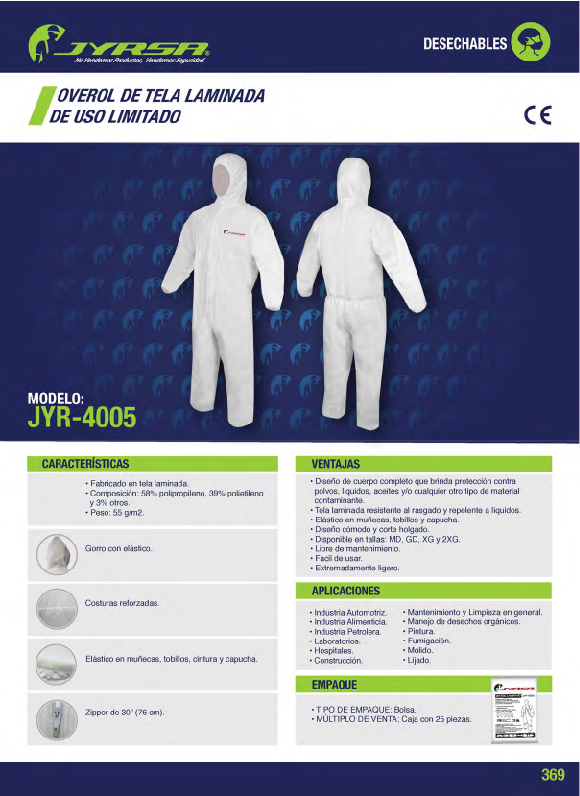 JYRSA®
No Vendemos Productos, Vendemos Seguridad
DESECHABLES
OVEROL DE TELA LAMINADA
DE USO LIMITADO
CE
JYRSA
MODELO:
JYR-4005
CARACTERÍSTICAS
• Fabricado en tela laminada.
• Composición: 58% polipropileno, 39% polietileno
y 3% otros.
• Peso: 55 g/m2.
Gorro con elástico.
Costuras reforzadas.
Elástico en muñecas, tobillos, cintura y capucha.
Zipper de 30" (76 cm).
VENTAJAS
• Diseño de cuerpo completo que brinda protección contra
polvos, líquidos, aceites y/o cualquier otro tipo de material
contaminante.
• Tela laminada resistente al rasgado y repelente a líquidos.
• Elástico en muñecas, tobillos y capucha.
• Diseño cómodo y corte holgado.
• Disponible en tallas: MD, GD, XG y 2XG.
• Libre de mantenimiento.
• Fácil de usar.
• Extremadamente ligero.
APLICACIONES
• Industria Automotriz.
• Industria Alimenticia.
• Industria Petrolera.
• Laboratorios.
• Hospitales.
• Construcción.
• Mantenimiento y Limpieza en general.
• Manejo de desechos orgánicos.
• Pintura.
• Fumigación.
• Molido.
• Lijado.
EMPAQUE
• TIPO DE EMPAQUE: Bolsa.
• MÚLTIPLO DE VENTA: Caja con 25 piezas.
JYRSA
369